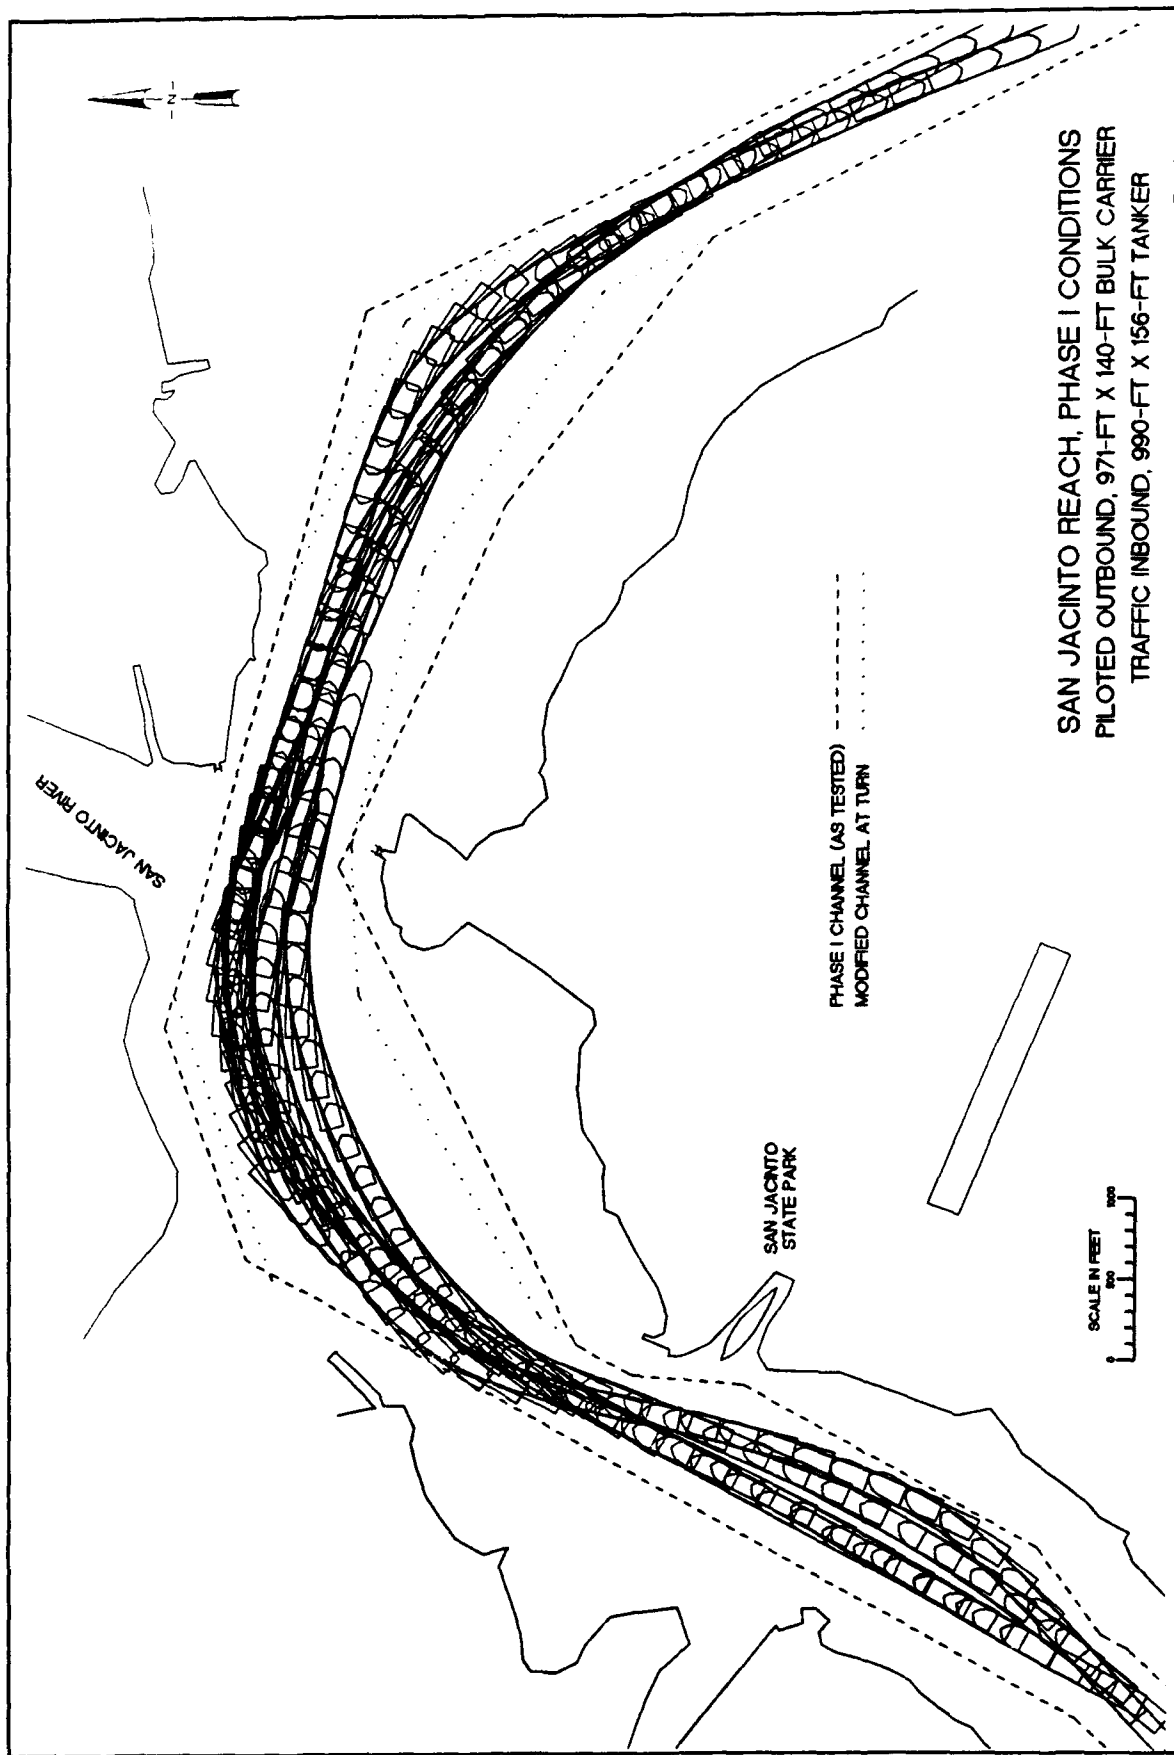 Z
SAN JACINTO RIVER
PHASE I CHANNEL (AS TESTED)
MODIFIED CHANNEL AT TURN
SAN JACINTO
STATE PARK
SCALE IN FEET
0 500 1000
SAN JACINTO REACH, PHASE I CONDITIONS
PILOTED OUTBOUND, 971-FT X 140-FT BULK CARRIER
TRAFFIC INBOUND, 990-FT X 156-FT TANKER